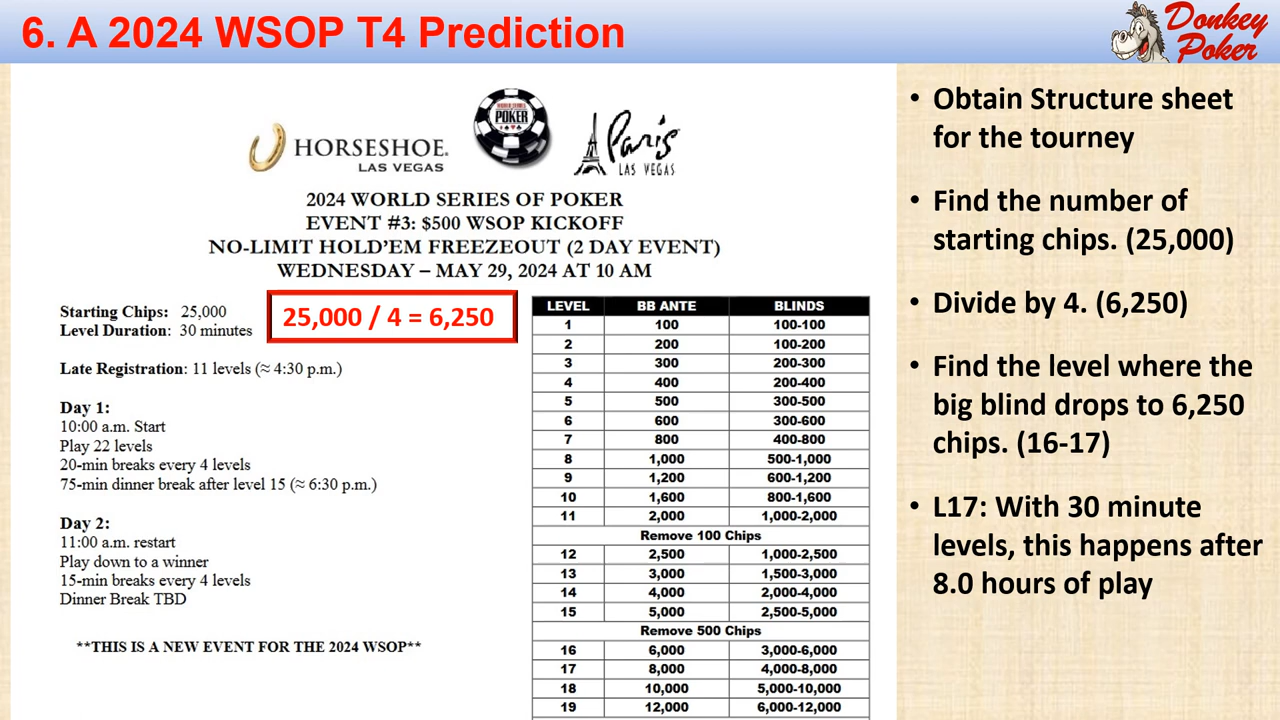 6. A 2024 WSOP T4 Prediction
Donkey
Poker
HORSESHOE
LAS VEGAS
WORLD SERIES
POKER
Paris
LAS VEGAS
2024 WORLD SERIES OF POKER
EVENT #3: $500 WSOP KICKOFF
NO-LIMIT HOLD'EM FREEZEOUT (2 DAY EVENT)
WEDNESDAY – MAY 29, 2024 AT 10 AM
Starting Chips: 25,000
Level Duration: 30 minutes
25,000 / 4 = 6,250
Late Registration: 11 levels (≈ 4:30 p.m.)
Day 1:
10:00 a.m. Start
Play 22 levels
20-min breaks every 4 levels
75-min dinner break after level 15 (≈ 6:30 p.m.)
Day 2:
11:00 a.m. restart
Play down to a winner
15-min breaks every 4 levels
Dinner Break TBD
**THIS IS A NEW EVENT FOR THE 2024 WSOP**
LEVEL BB ANTE BLINDS
1 100 100-100
2 200 100-200
3 300 200-300
4 400 200-400
5 500 300-500
6 600 300-600
7 800 400-800
8 1,000 500-1,000
9 1,200 600-1,200
10 1,600 800-1,600
11 2,000 1,000-2,000
Remove 100 Chips
12 2,500 1,000-2,500
13 3,000 1,500-3,000
14 4,000 2,000-4,000
15 5,000 2,500-5,000
Remove 500 Chips
16 6,000 3,000-6,000
17 8,000 4,000-8,000
18 10,000 5,000-10,000
19 12,000 6,000-12,000
• Obtain Structure sheet
for the tourney
• Find the number of
starting chips. (25,000)
• Divide by 4. (6,250)
• Find the level where the
big blind drops to 6,250
chips. (16-17)
• L17: With 30 minute
levels, this happens after
8.0 hours of play